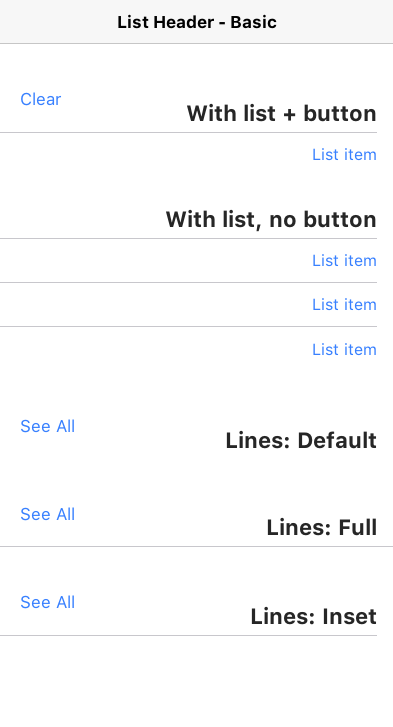 List Header - Basic
Clear
With list + button
List item
With list, no button
List item
List item
List item
See All
Lines: Default
See All
Lines: Full
See All
Lines: Inset